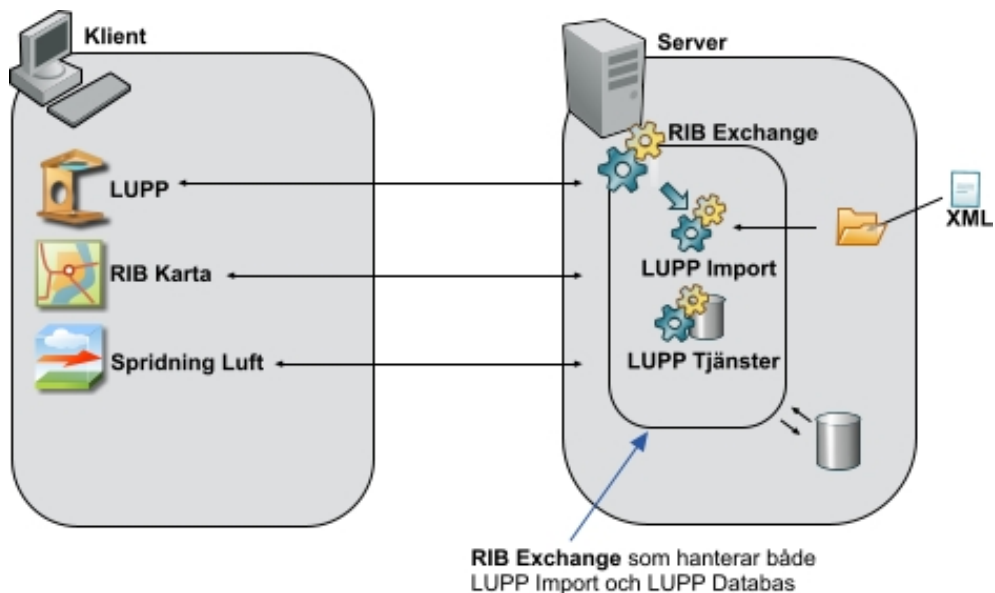 Klient
Server
RIB Exchange
LUPP
XML
RIB Karta
LUPP Import
Spridning Luft
LUPP Tjänster
RIB Exchange som hanterar både
LUPP Import och LUPP Databas